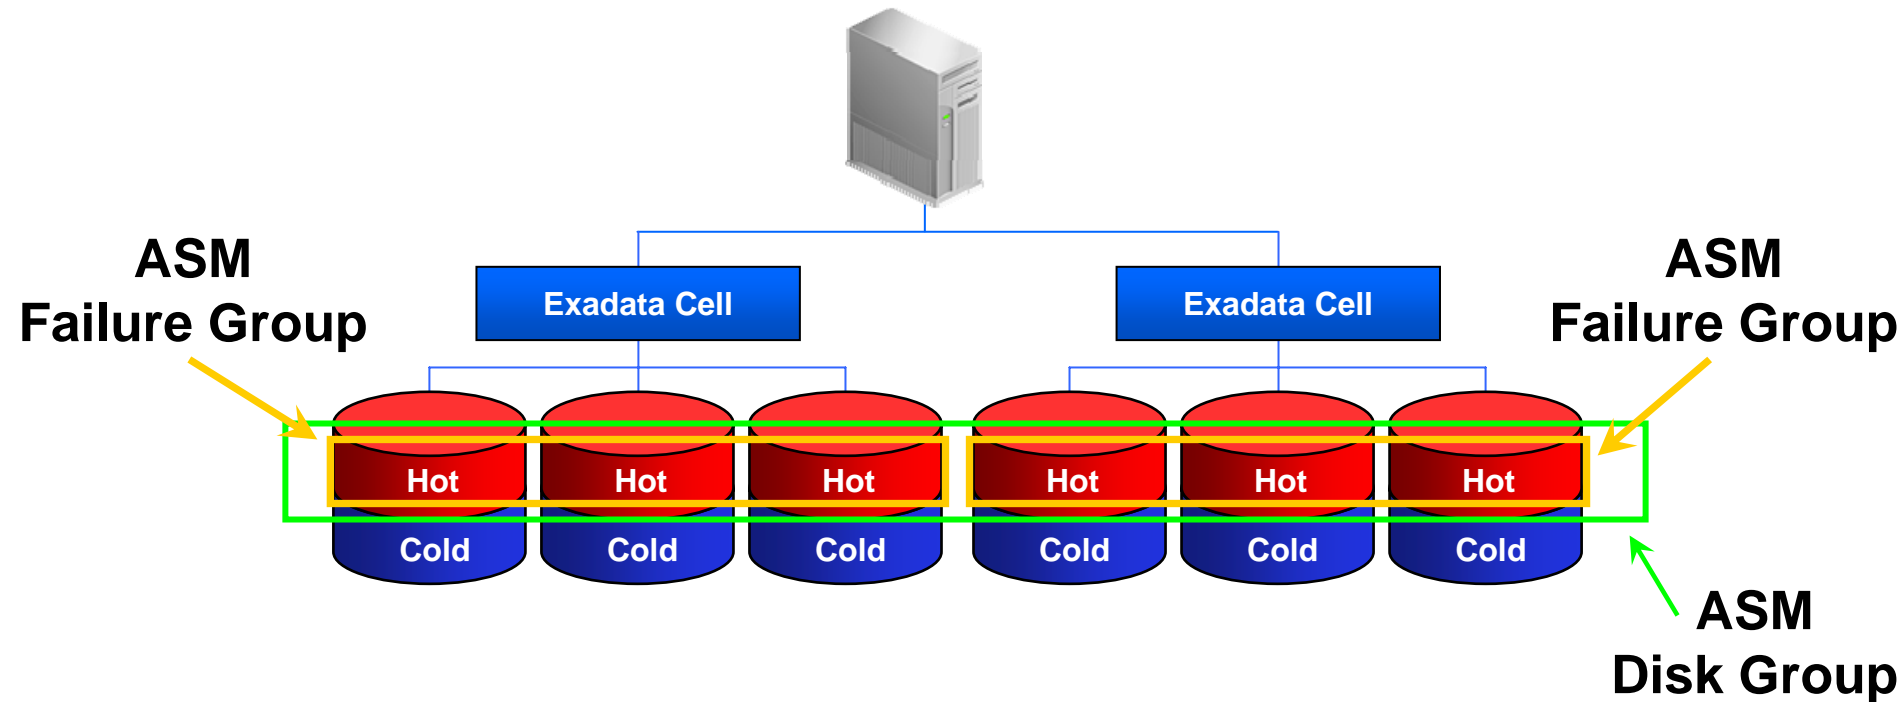 ASM
Failure Group
ASM
Failure Group
Exadata Cell
Exadata Cell
Hot
Hot
Hot
Hot
Hot
Hot
Cold
Cold
Cold
Cold
Cold
Cold
ASM
Disk Group